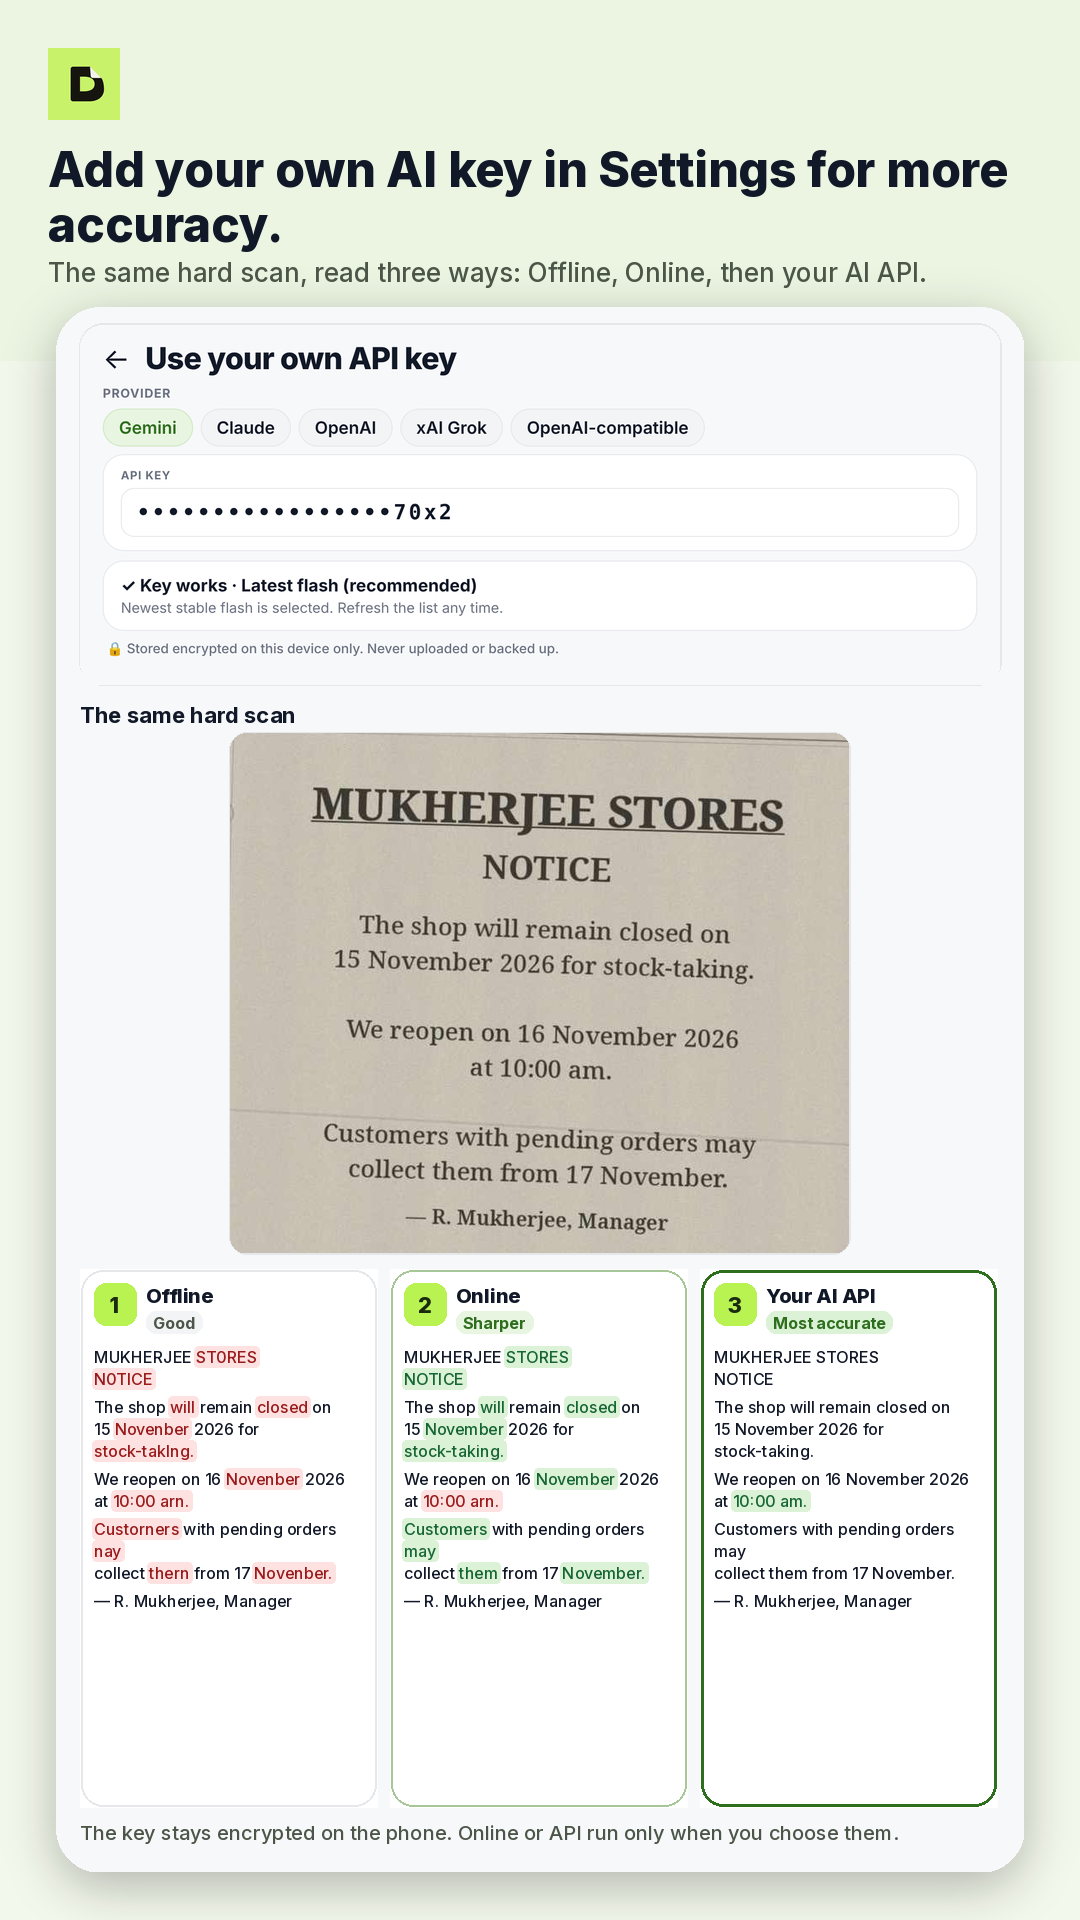 Add your own AI key in Settings for more
accuracy.
The same hard scan, read three ways: Offline, Online, then your AI API.
← Use your own API key
PROVIDER
Gemini Claude OpenAI xAI Grok OpenAI-compatible
API KEY
•••••••••••••••••70x2
✓ Key works · Latest flash (recommended)
Newest stable flash is selected. Refresh the list any time.
🔒 Stored encrypted on this device only. Never uploaded or backed up.
The same hard scan
MUKHERJEE STORES
NOTICE
The shop will remain closed on
15 November 2026 for stock-taking.
We reopen on 16 November 2026
at 10:00 am.
Customers with pending orders may
collect them from 17 November.
— R. Mukherjee, Manager
1 Offline
Good
MUKHERJEE ST0RES
N0TICE
The shop will remain closed on
15 Novenber 2026 for
stock-taklng.
We reopen on 16 Novenber 2026
at 10:00 arn.
Custorners with pending orders
nay
collect thern from 17 Novenber.
— R. Mukherjee, Manager
2 Online
Sharper
MUKHERJEE STORES
NOTICE
The shop will remain closed on
15 November 2026 for
stock-taking.
We reopen on 16 November 2026
at 10:00 arn.
Customers with pending orders
may
collect them from 17 November.
— R. Mukherjee, Manager
3 Your AI API
Most accurate
MUKHERJEE STORES
NOTICE
The shop will remain closed on
15 November 2026 for
stock-taking.
We reopen on 16 November 2026
at 10:00 am.
Customers with pending orders
may
collect them from 17 November.
— R. Mukherjee, Manager
The key stays encrypted on the phone. Online or API run only when you choose them.